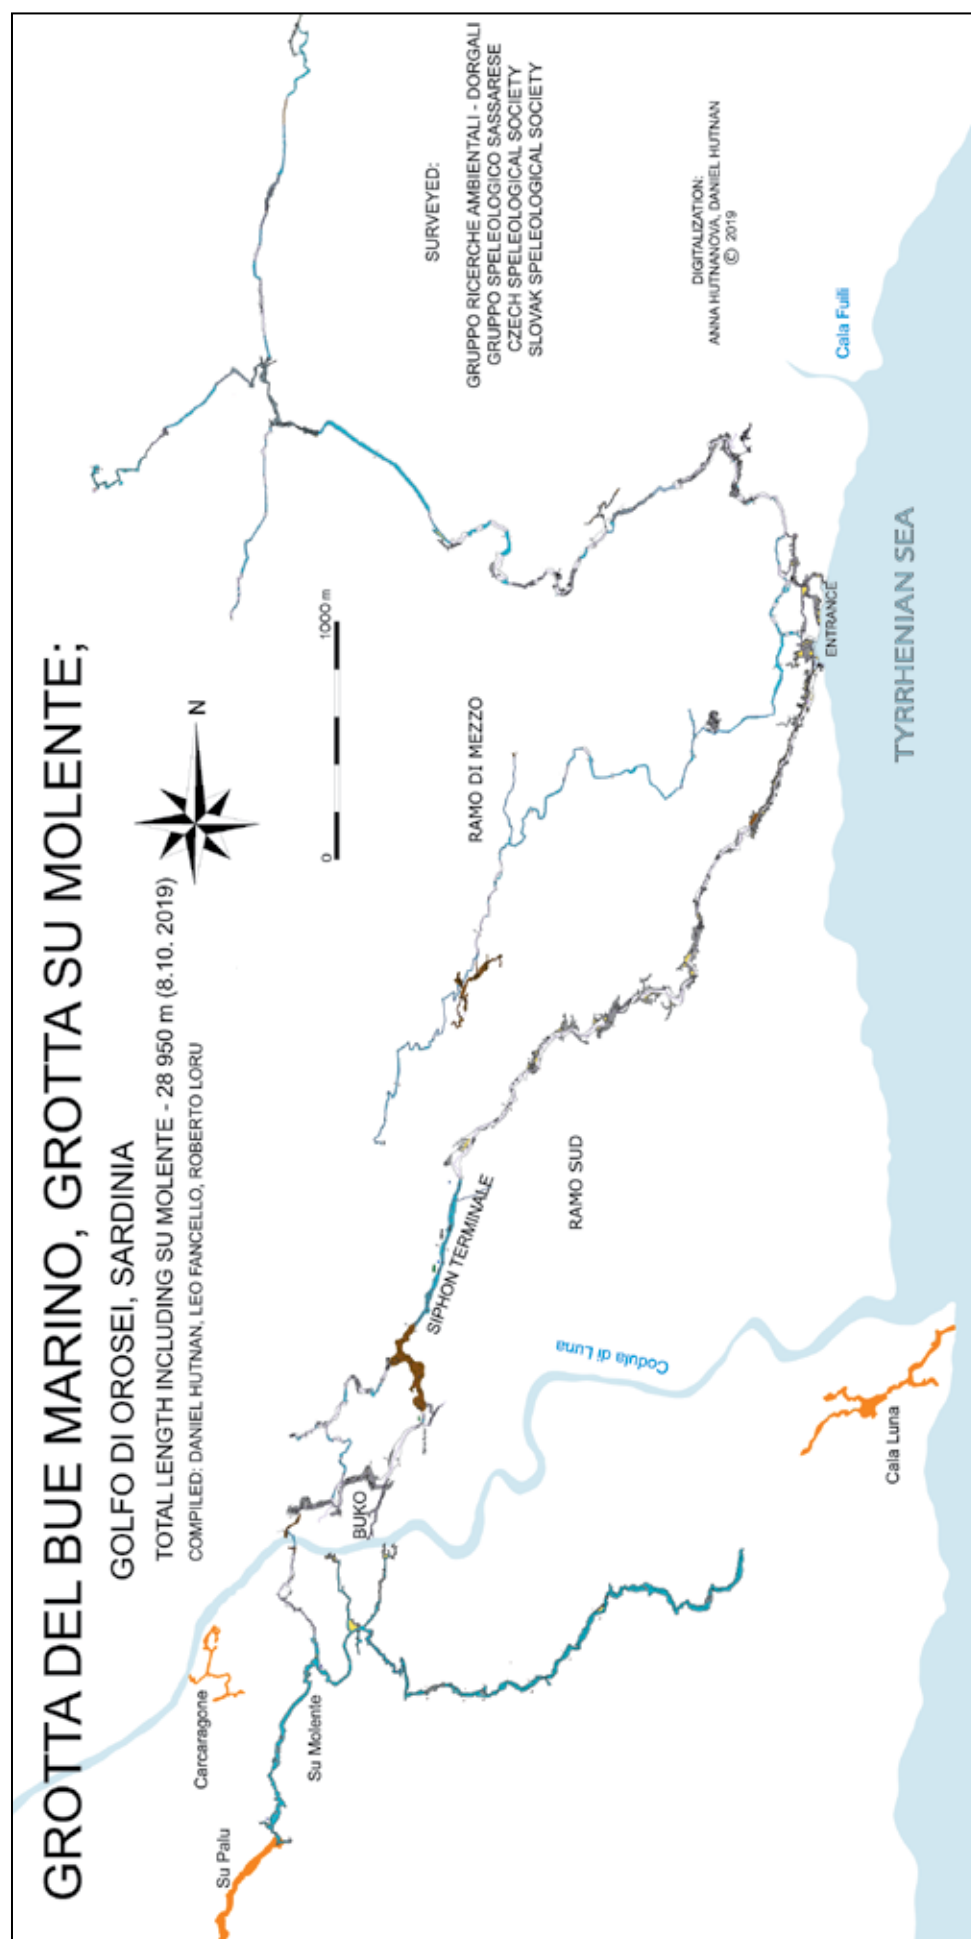 GROTTA DEL BUE MARINO, GROTTA SU MOLENTE;
GOLFO DI OROSEI, SARDINIA
TOTAL LENGTH INCLUDING SU MOLENTE - 28 950 m (8.10. 2019)
COMPILED: DANIEL HUTNAN, LEO FANCELLO, ROBERTO LORU
N
0
1000 m
SURVEYED:
GRUPPO RICERCHE AMBIENTALI - DORGALI
GRUPPO SPELEOLOGICO SASSARESE
CZECH SPELEOLOGICAL SOCIETY
SLOVAK SPELEOLOGICAL SOCIETY
DIGITALIZATION:
ANNA HUTNANOVA, DANIEL HUTNAN
© 2019
Su Palu
Carcaragone
Su Molente
BUKO
SIPHON TERMINALE
RAMO DI MEZZO
RAMO SUD
Codula di Luna
Cala Luna
ENTRANCE
Cala Fuili
TYRRHENIAN SEA